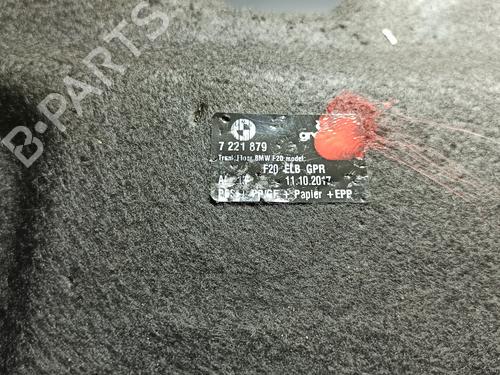 B-PARTS
7 221 879
Trunk Floor BMW F20 model:
F20 ELB GPR
11.10.2017
+ Papier +EPP